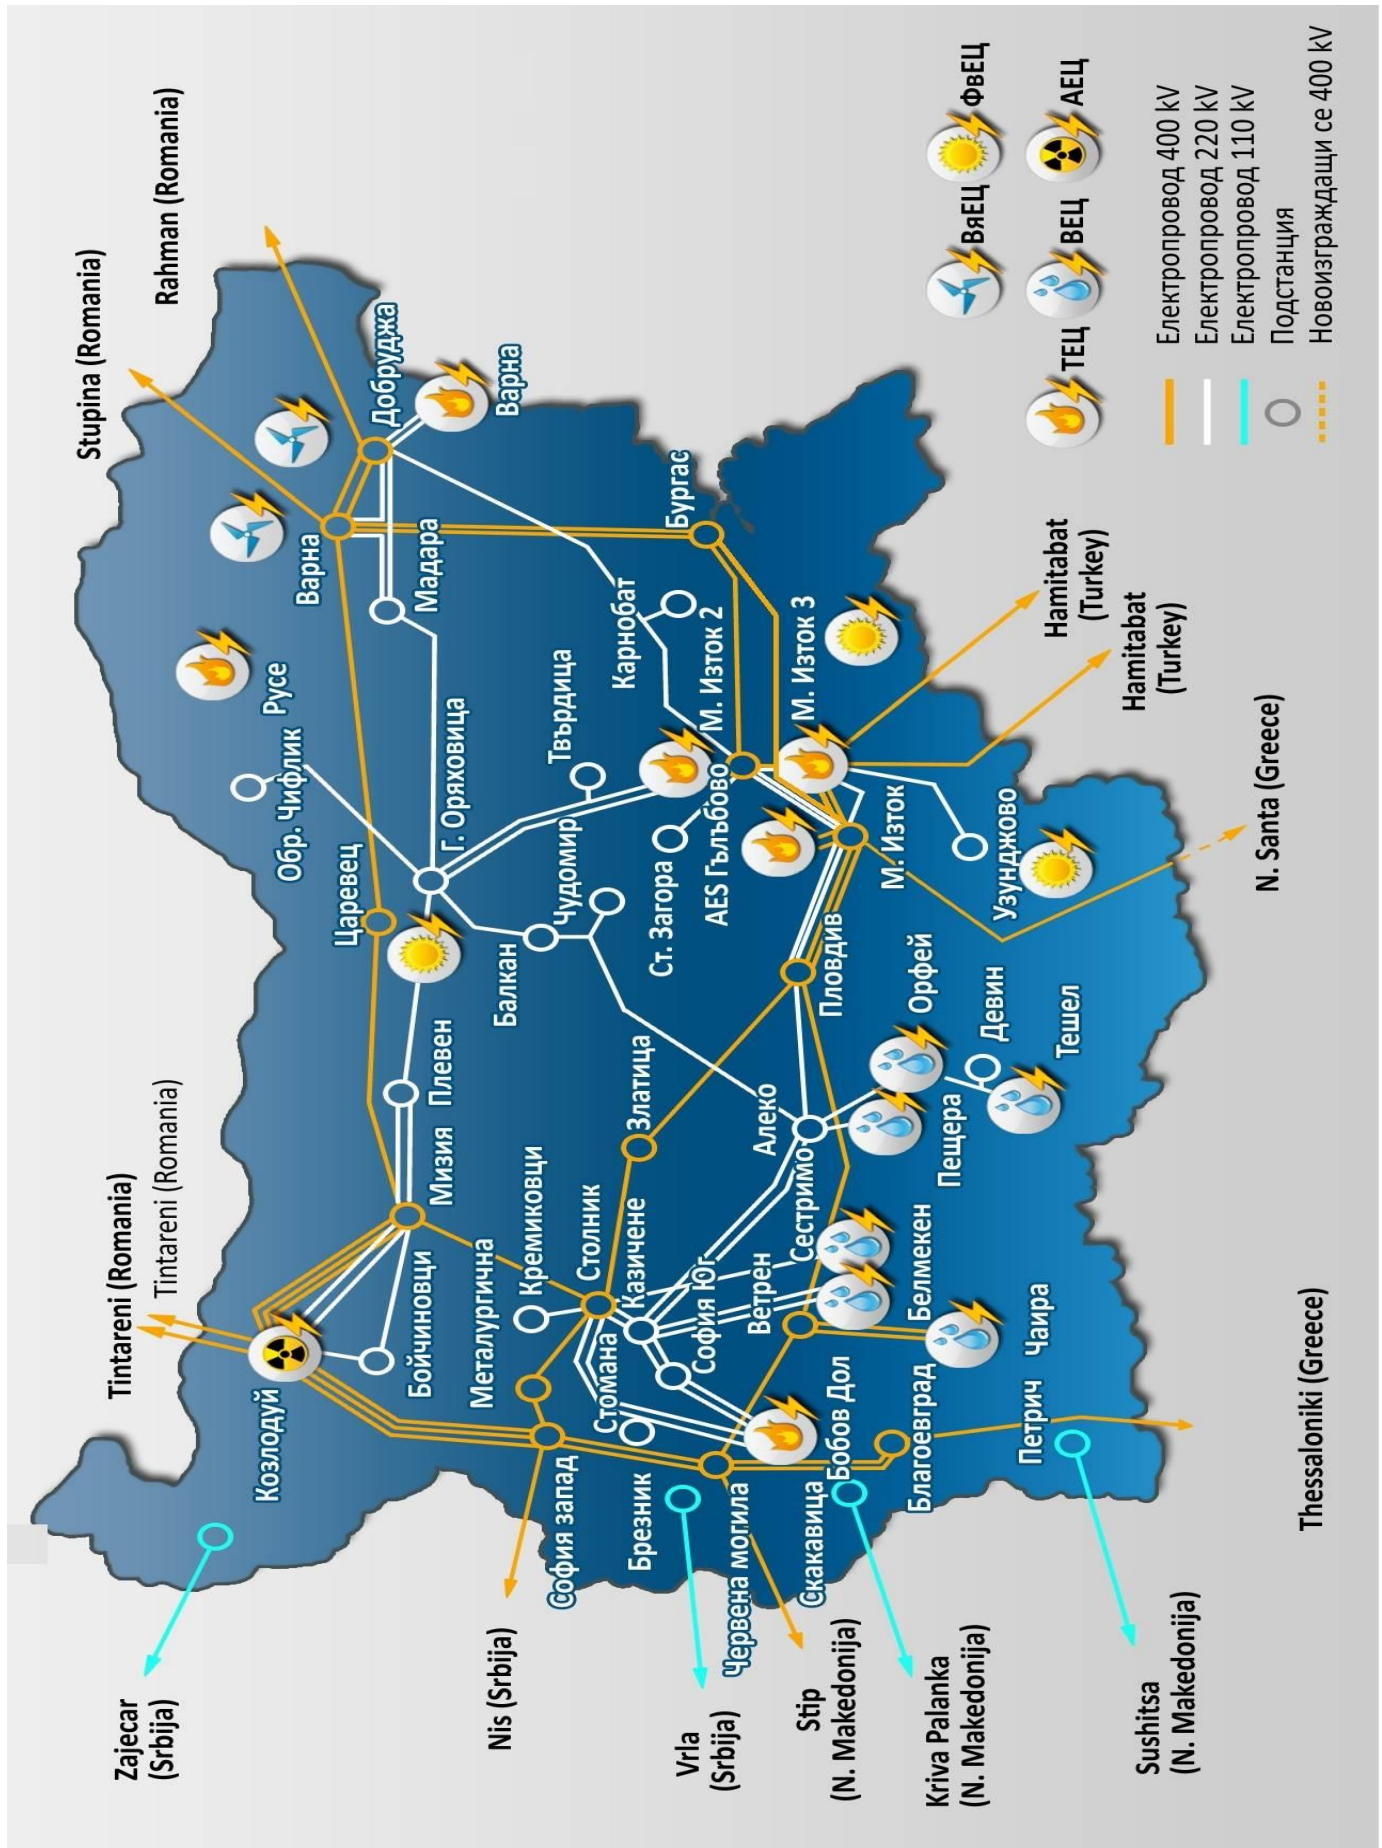 Zajecar
(Srbija)
Tintareni (Romania)
Tintareni (Romania)
Stupina (Romania)
Rahman (Romania)
Козлодуй
Обр. Чифлик
Русе
Варна
Добруджа
Варна
Бойчиновци
Мизия
Плевен
Царевец
Г. Оряховица
Мадара
Nis (Srbija)
София запад
Металургична
Кремиковци
Столник
Балкан
Чудомир
Твърдица
Карнобат
Бургас
Брезник
Стомана
Казичене
Златица
Ст. Загора
AES Гълъбово
М. Изток 2
М. Изток 3
Vrla
(Srbija)
Червена могила
София Юг
Ветрен
Сестримо
Алеко
Пловдив
М. Изток
Stip
(N. Makedonija)
Скакавица
Бобов Дол
Белмекен
Пещера
Орфей
Девин
Тешел
Узунджово
Hamitabat
(Turkey)
Hamitabat
(Turkey)
Kriva Palanka
(N. Makedonija)
Благоевград
Петрич
Чаира
Sushitsa
(N. Makedonija)
Thessaloniki (Greece)
N. Santa (Greece)
ВяЕЦ
ФвЕЦ
ТЕЦ
ВЕЦ
АЕЦ
Електропровод 400 kV
Електропровод 220 kV
Електропровод 110 kV
Подстанция
Новоизграждащи се 400 kV